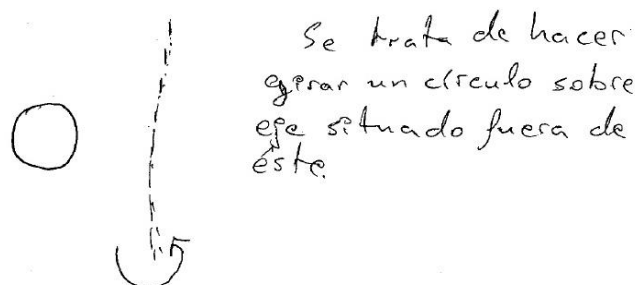 Se trata de hacer
girar un círculo sobre
eje situado fuera de
éste.